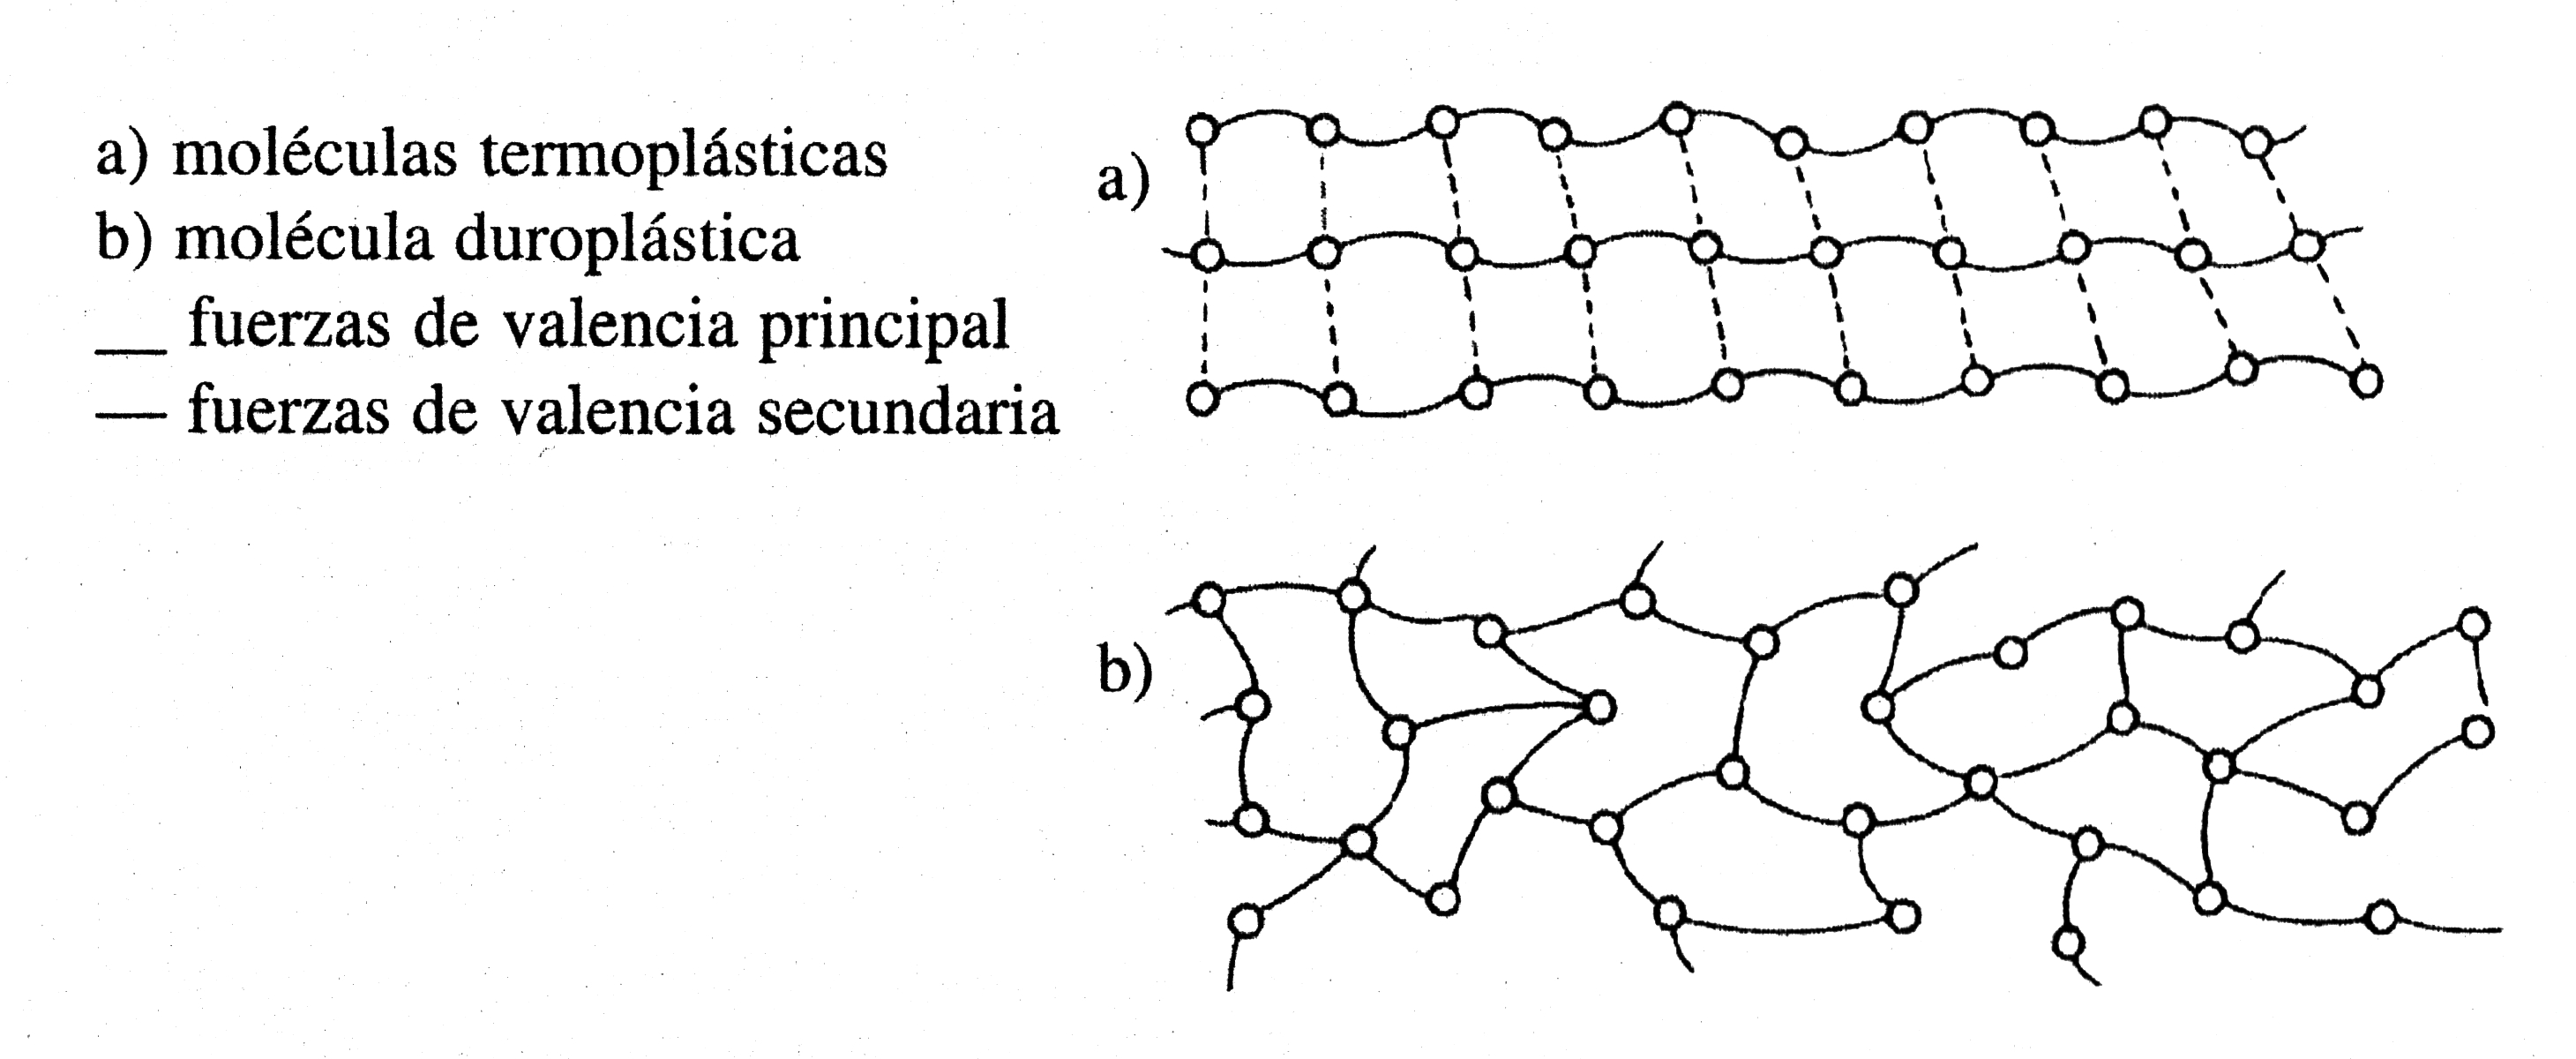 a) moléculas termoplásticas
b) molécula duroplástica
__ fuerzas de valencia principal
— fuerzas de valencia secundaria
a)
b)